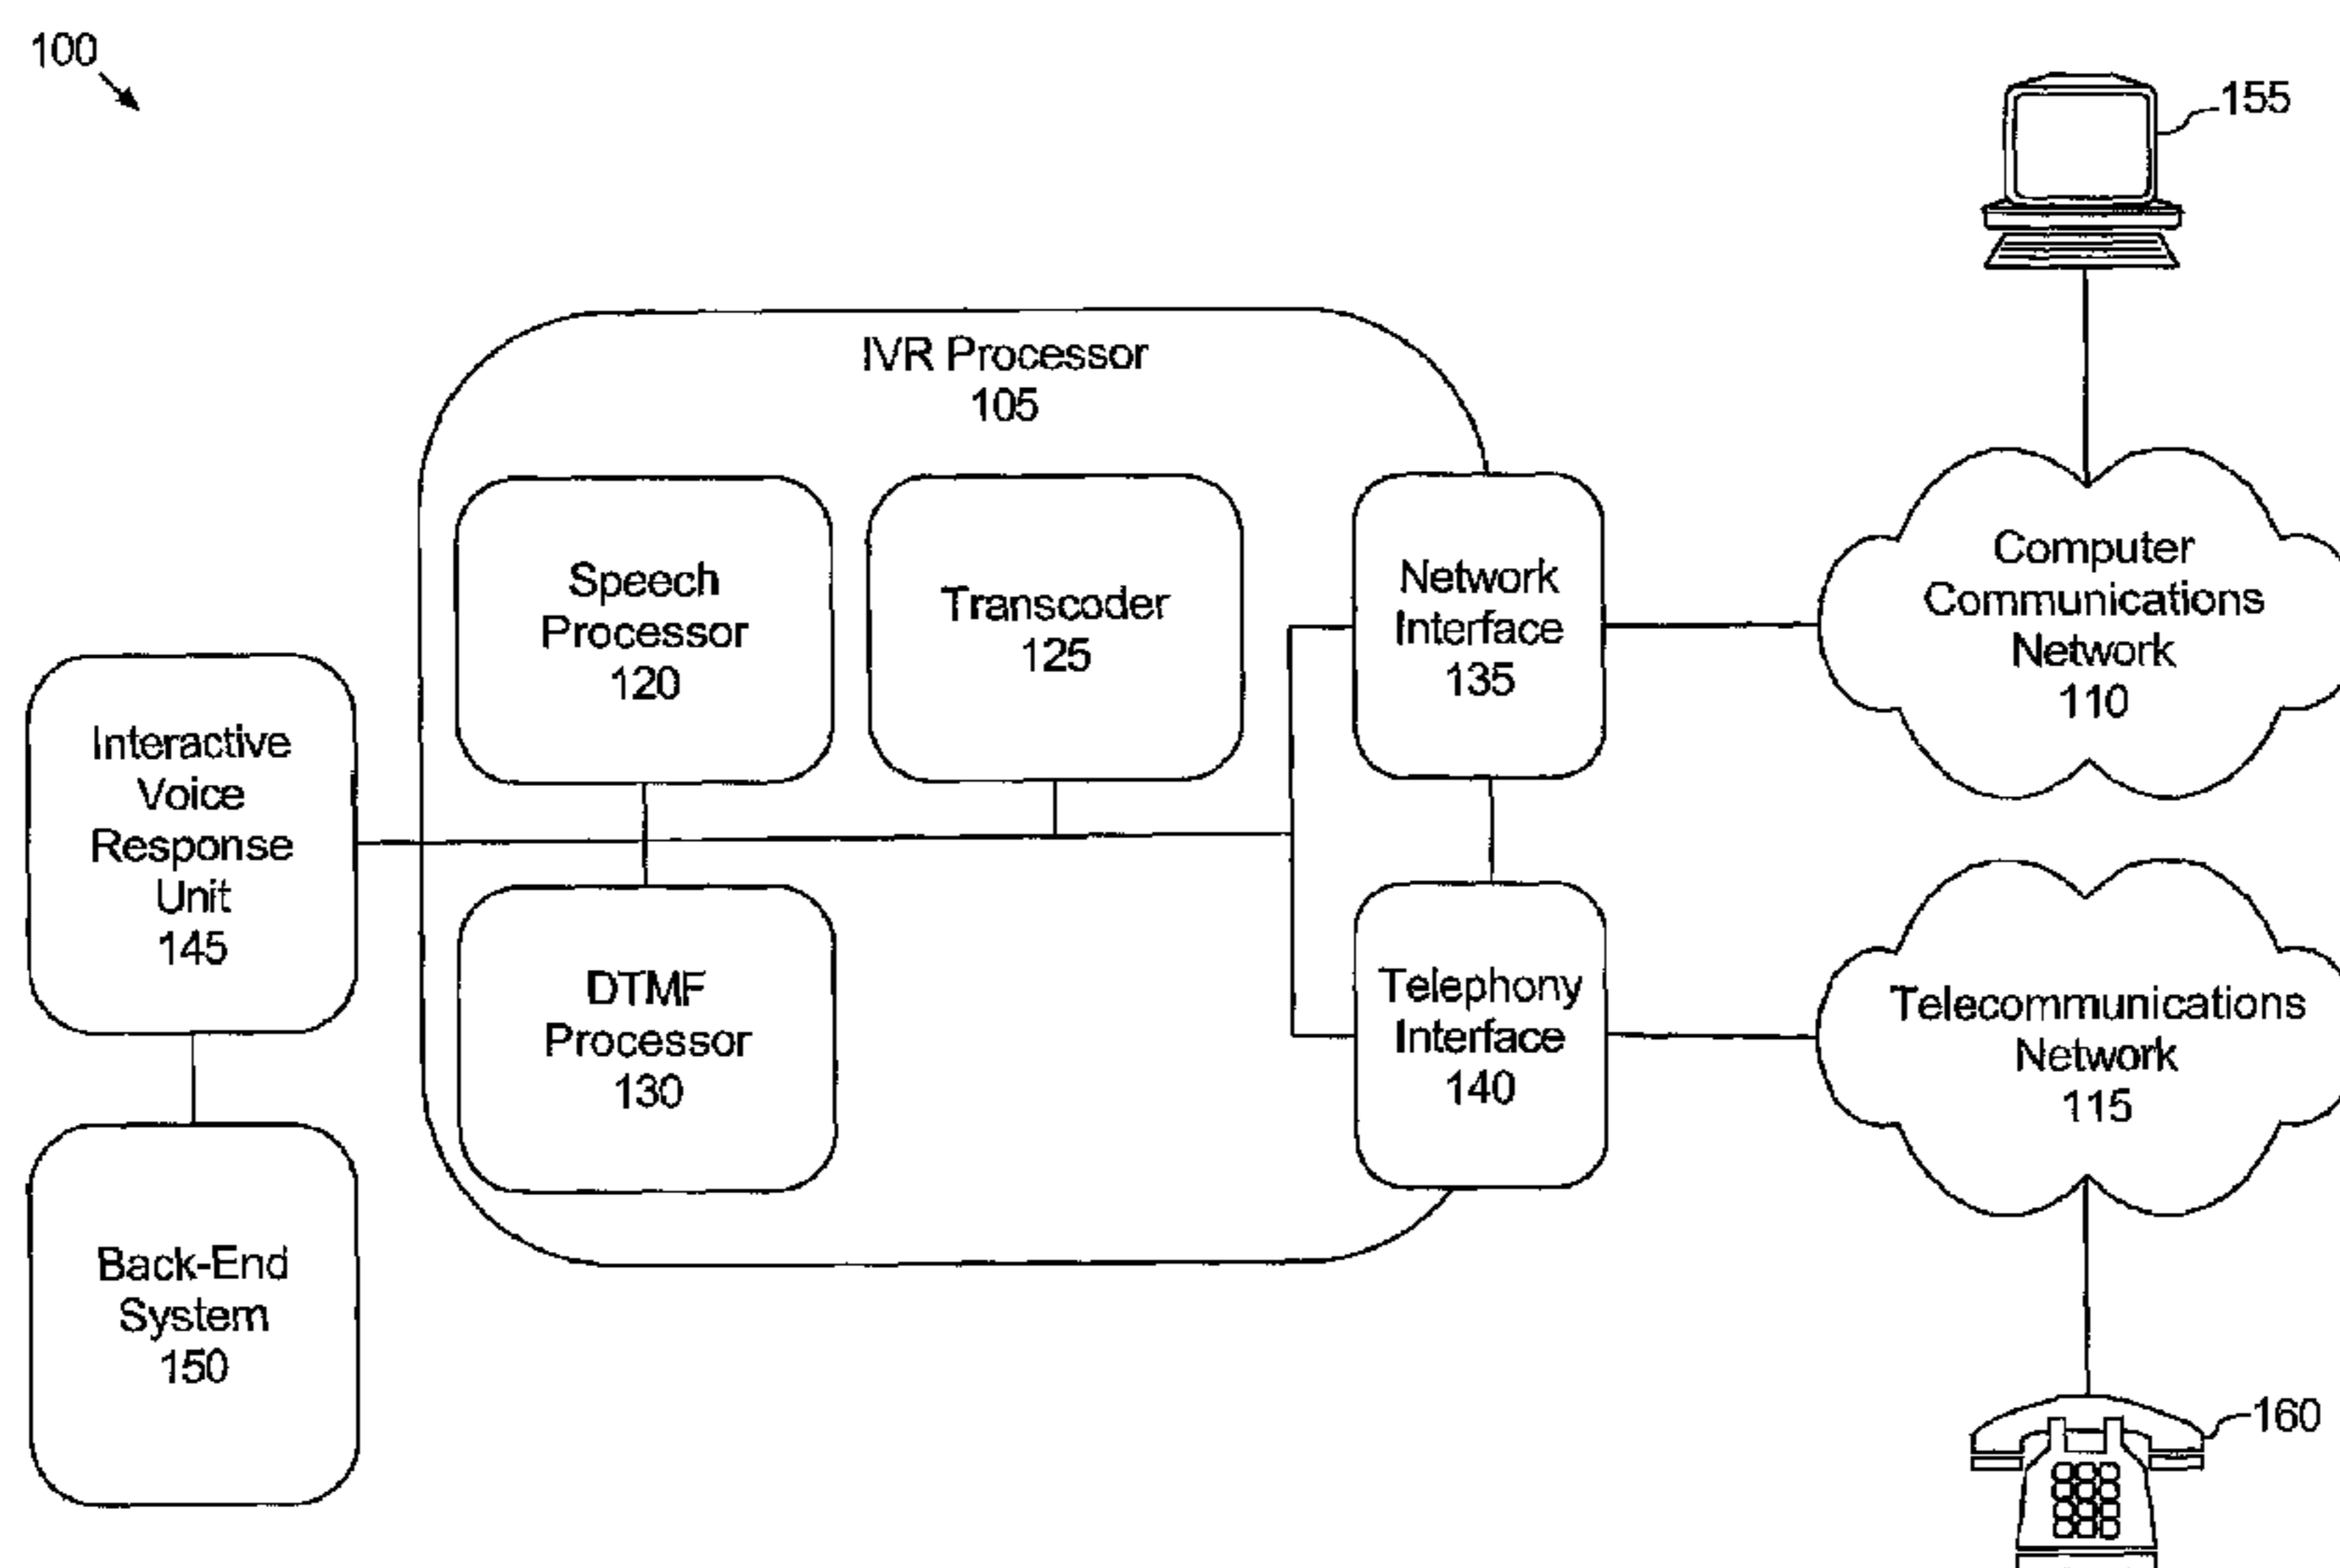 100
155
IVR Processor
105
Speech
Processor
120
Transcoder
125
Network
Interface
135
Computer
Communications
Network
110
Interactive
Voice
Response
Unit
145
DTMF
Processor
130
Telephony
Interface
140
Telecommunications
Network
115
Back-End
System
150
160